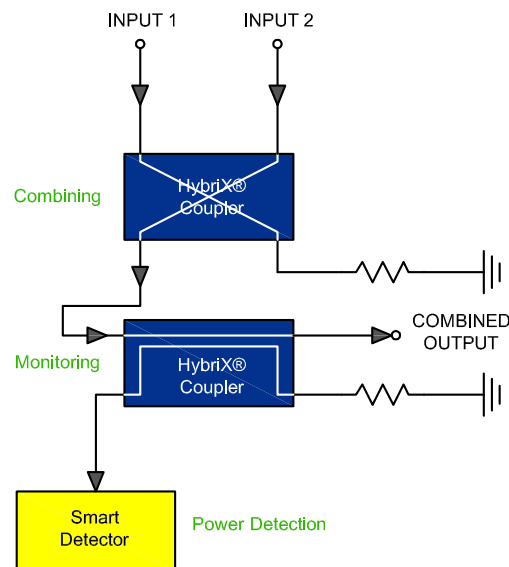 INPUT 1
INPUT 2
HybriX®
Coupler
Combining
COMBINED
OUTPUT
Monitoring
HybriX®
Coupler
Smart
Detector
Power Detection